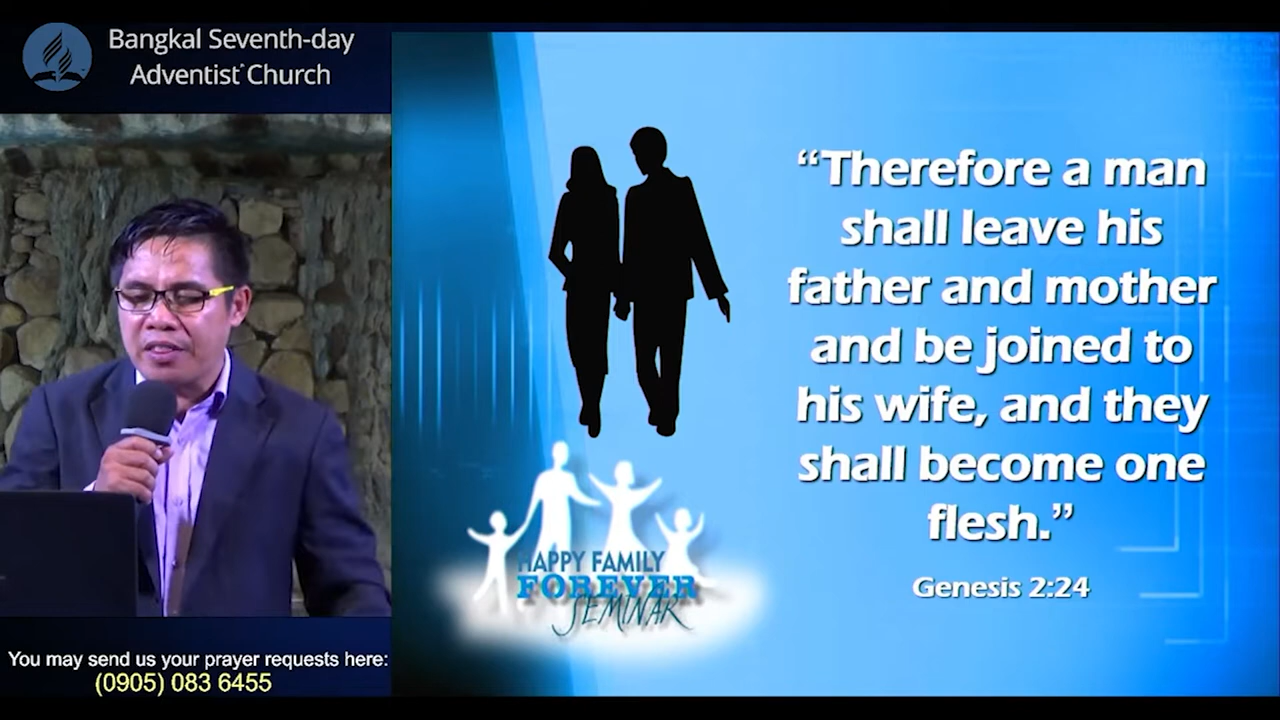 Bangkal Seventh-day
Adventist® Church
“Therefore a man
shall leave his
father and mother
and be joined to
his wife, and they
shall become one
flesh.”
Genesis 2:24
HAPPY FAMILY
FOREVER
SEMINAR
You may send us your prayer requests here:
(0905) 083 6455